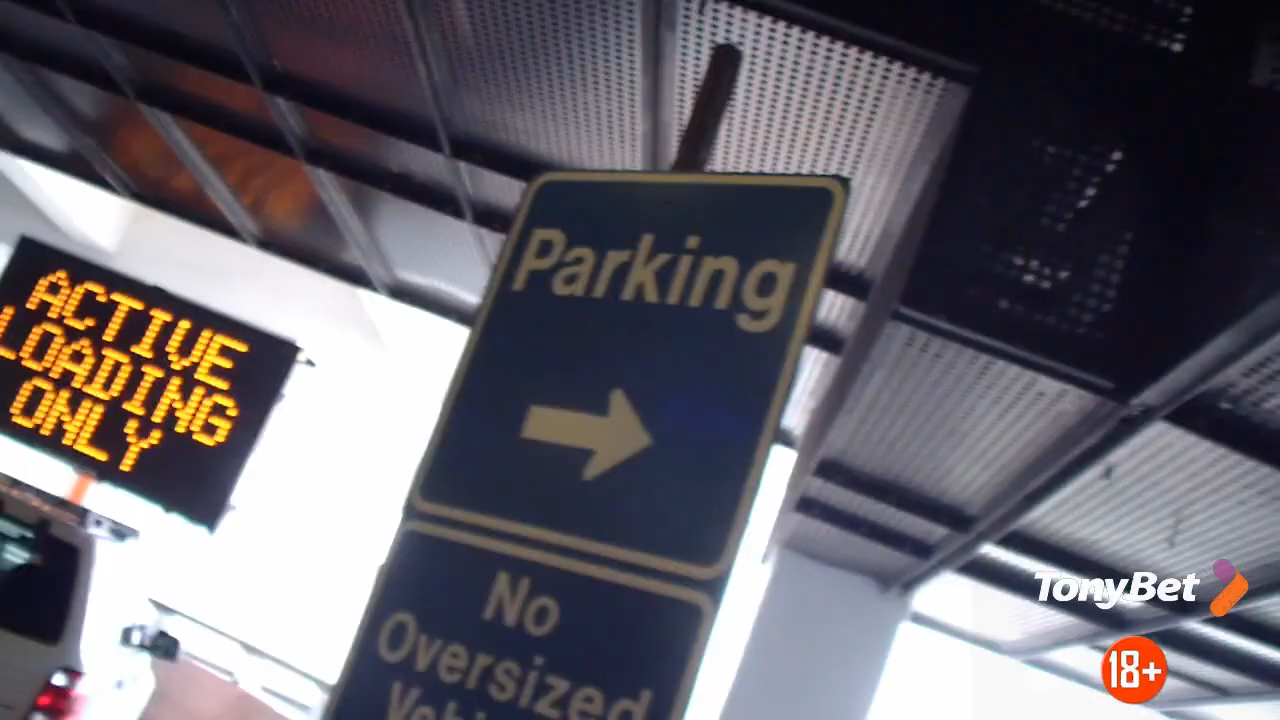 ACTIVE
LOADING
ONLY
Parking
No
Oversized
TonyBet
18+